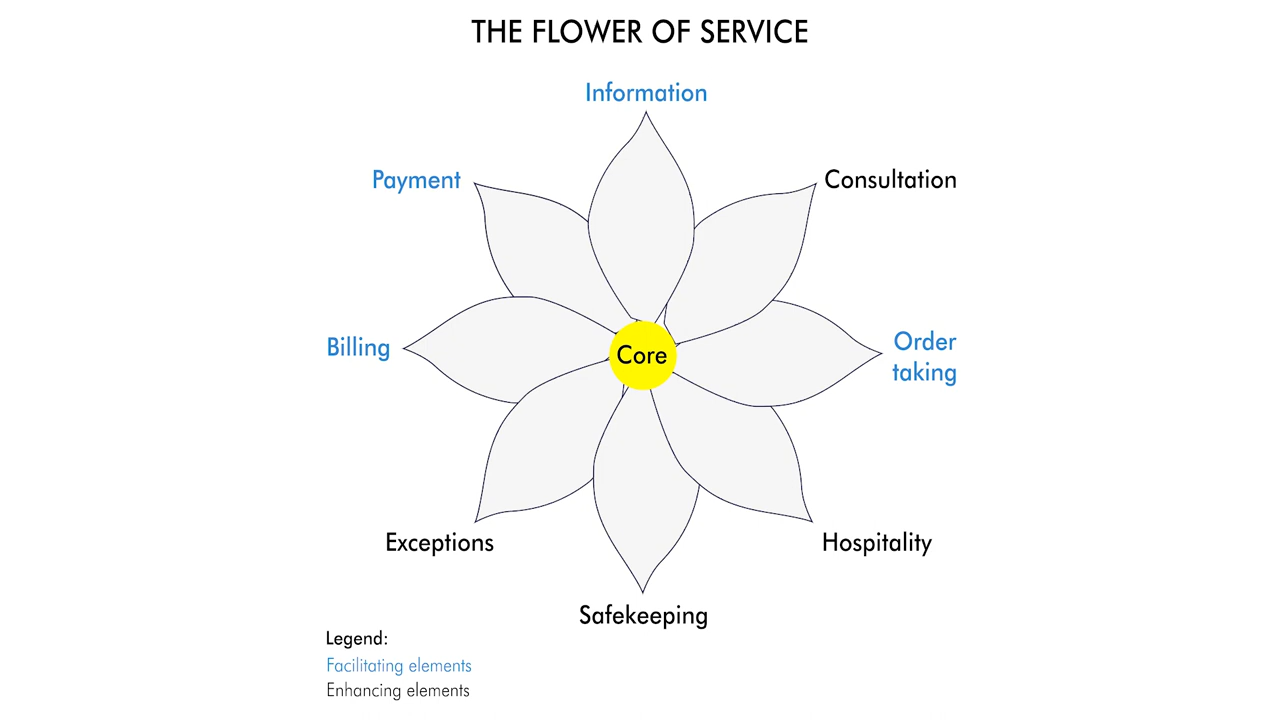 THE FLOWER OF SERVICE
Information
Payment
Consultation
Billing
Core
Order
taking
Exceptions
Hospitality
Safekeeping
Legend:
Facilitating elements
Enhancing elements